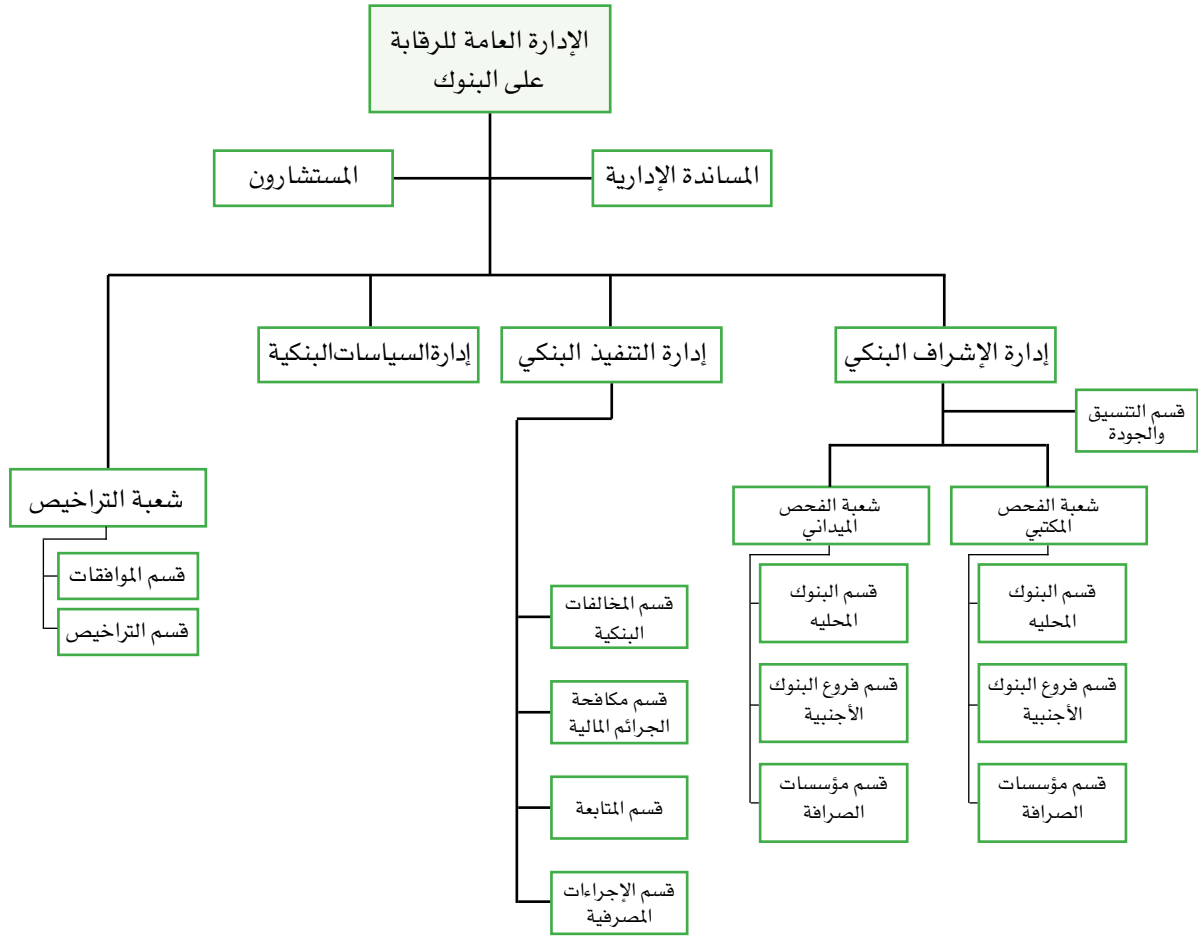 الإدارة العامة للرقابة
على البنوك
المساندة الإدارية
المستشارون
إدارة الإشراف البنكي
إدارة التنفيذ البنكي
إدارة السياسات البنكية
شعبة التراخيص
قسم التنسيق
والجودة
شعبة الفحص
المكتبي
قسم البنوك
المحليه
قسم فروع البنوك
الأجنبية
قسم مؤسسات
الصرافة
شعبة الفحص
الميداني
قسم البنوك
المحليه
قسم فروع البنوك
الأجنبية
قسم مؤسسات
الصرافة
قسم المخالفات
البنكية
قسم مكافحة
الجرائم المالية
قسم المتابعة
قسم الإجراءات
المصرفية
قسم الموافقات
قسم التراخيص